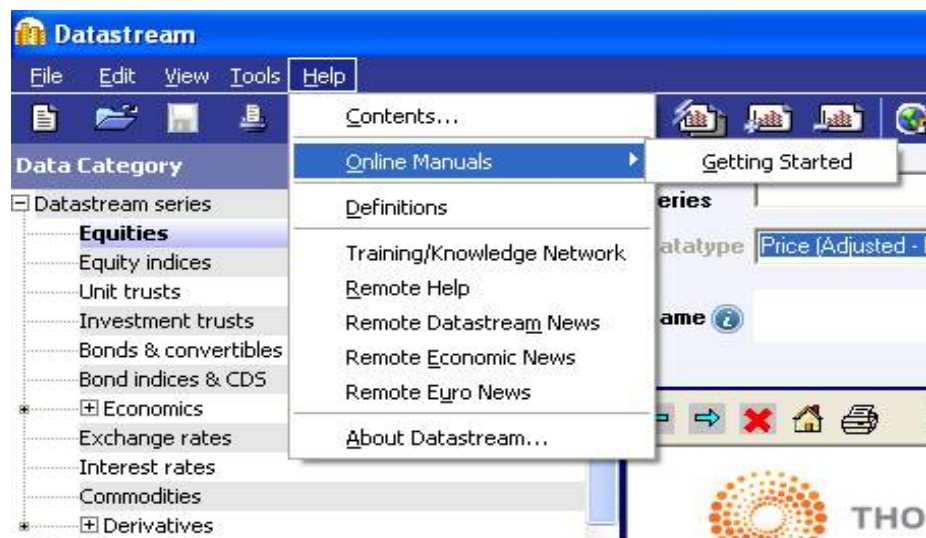 Datastream
File Edit View Tools Help
Contents...
Online Manuals
Getting Started
Definitions
Training/Knowledge Network
Remote Help
Remote Datastream News
Remote Economic News
Remote Euro News
About Datastream...
Data Category
Datastream series
Equities
Equity indices
Unit trusts
Investment trusts
Bonds & convertibles
Bond indices & CDS
Economics
Exchange rates
Interest rates
Commodities
Derivatives
eries
atatype Price (Adjusted -
ame
THO